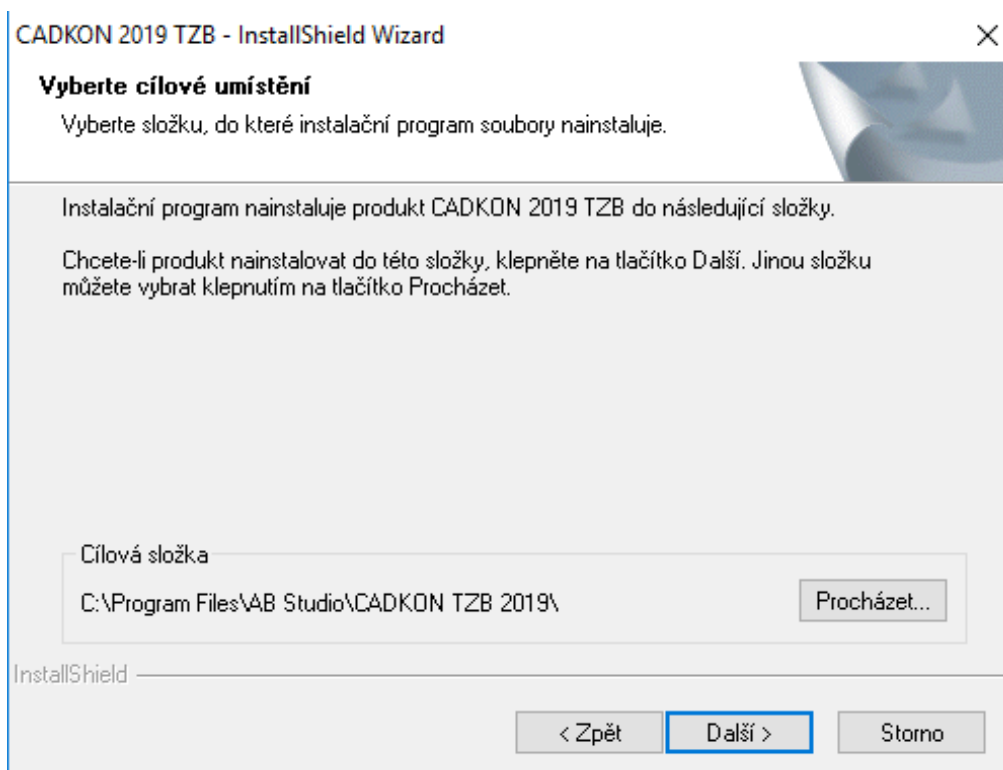 CADKON 2019 TZB - InstallShield Wizard
Vyberte cílové umístění
Vyberte složku, do které instalační program soubory nainstaluje.
Instalační program nainstaluje produkt CADKON 2019 TZB do následující složky.
Chcete-li produkt nainstalovat do této složky, klepněte na tlačítko Další. Jinou složku
můžete vybrat klepnutím na tlačítko Procházet.
Cílová složka
C:\Program Files\AB Studio\CADKON TZB 2019\
Procházet...
InstallShield
< Zpět
Další >
Storno